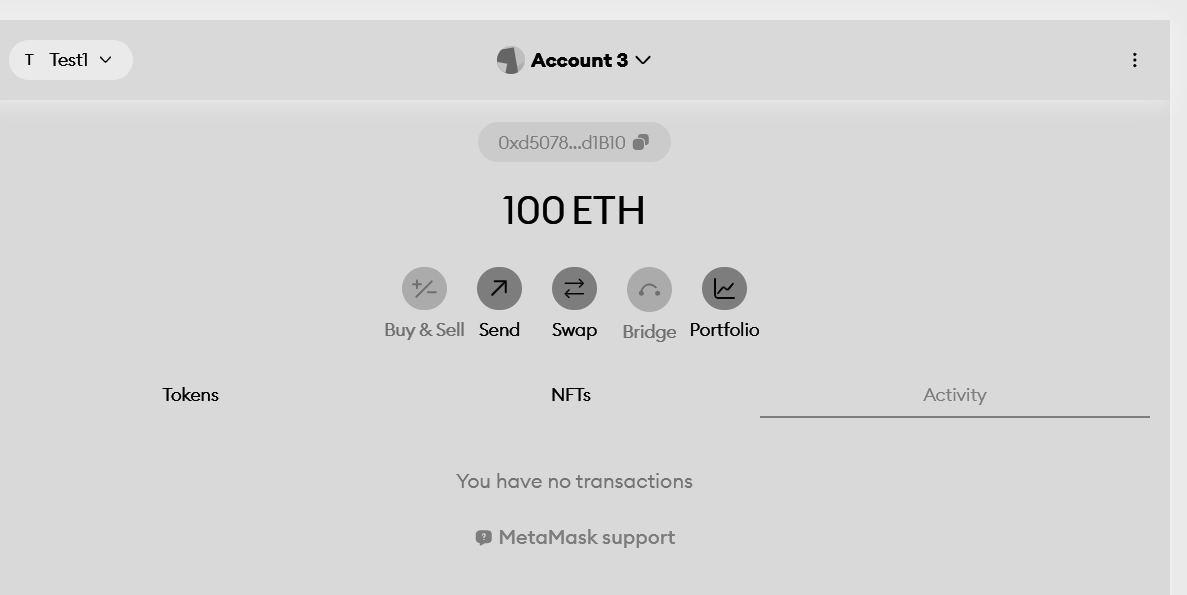 T Test1
Account 3
0xd5078...d1B10
100 ETH
Buy & Sell Send Swap Bridge Portfolio
Tokens NFTs Activity
You have no transactions
MetaMask support